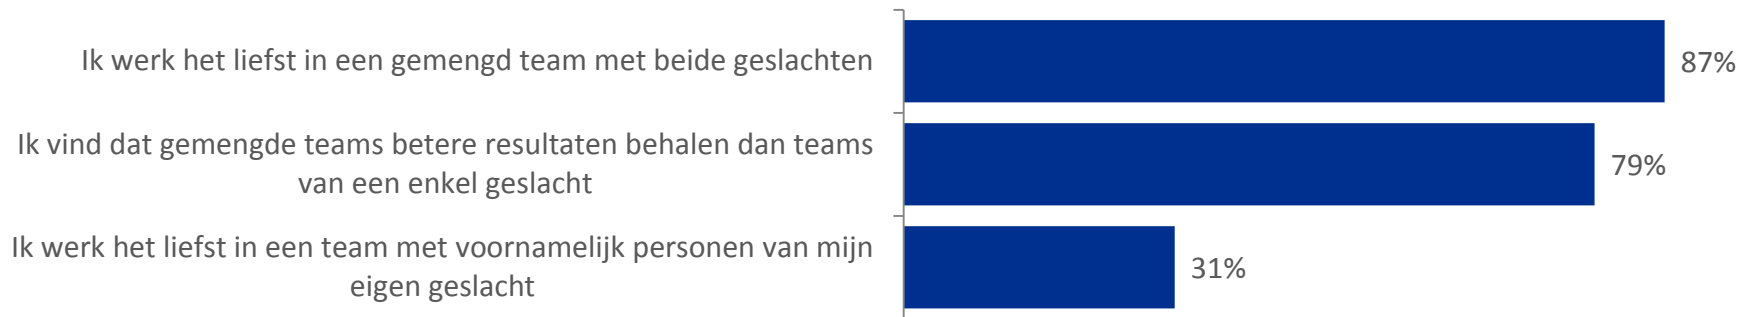 Ik werk het liefst in een gemengd team met beide geslachten
87%
Ik vind dat gemengde teams betere resultaten behalen dan teams
van een enkel geslacht
79%
Ik werk het liefst in een team met voornamelijk personen van mijn
eigen geslacht
31%